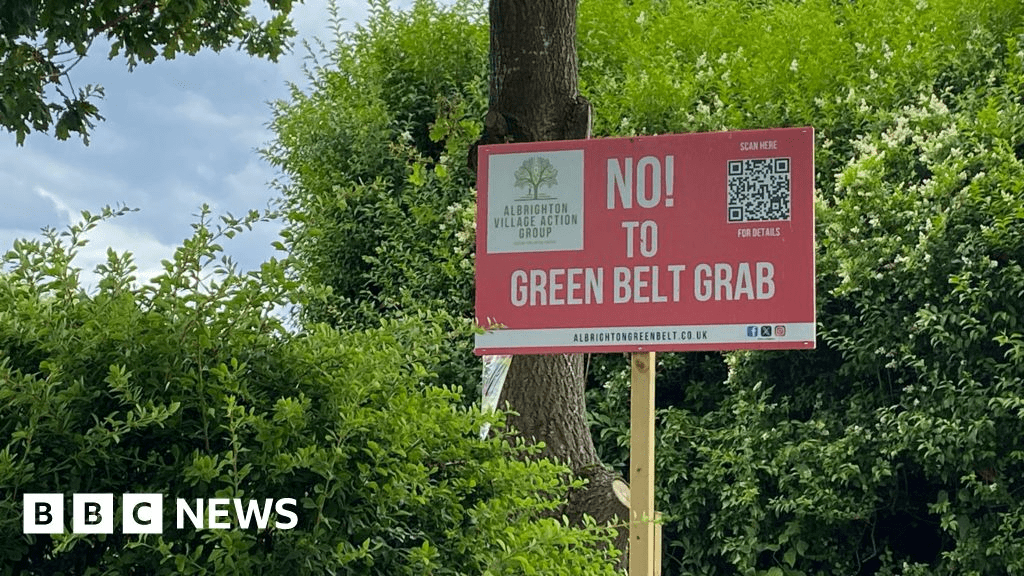 ALBRIGHTON
VILLAGE ACTION
GROUP
NO!
TO
GREEN BELT GRAB
SCAN HERE
FOR DETAILS
ALBRIGHTONGREENBELT.CO.UK
BBC NEWS